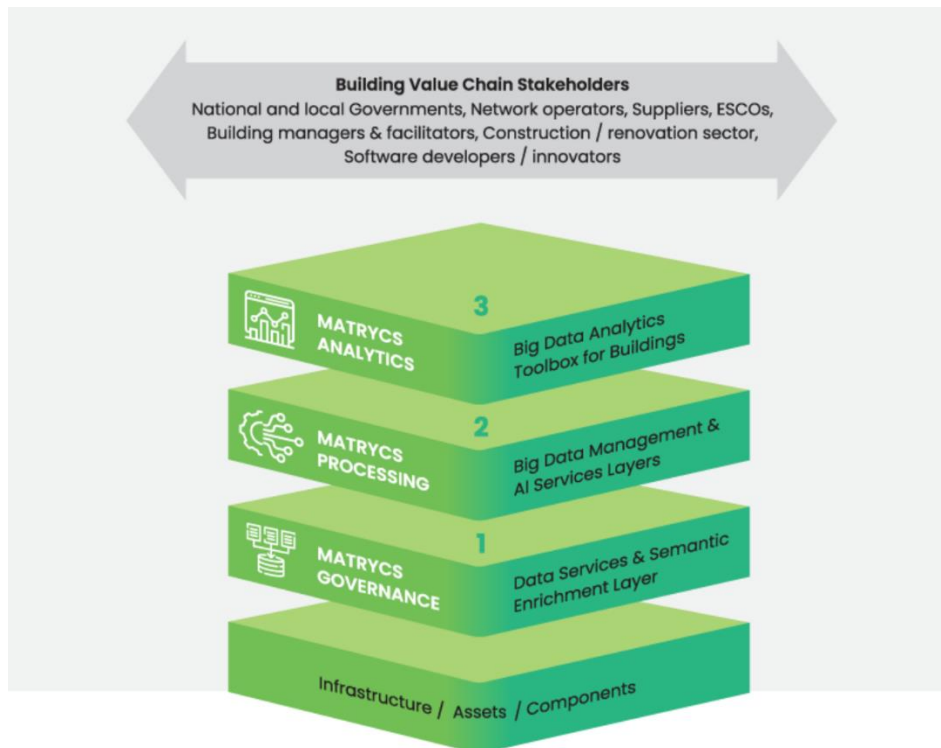 Building Value Chain Stakeholders
National and local Governments, Network operators, Suppliers, ESCOs,
Building managers & facilitators, Construction / renovation sector,
Software developers / innovators
3
MATRYCS
ANALYTICS
Big Data Analytics
Toolbox for Buildings
2
MATRYCS
PROCESSING
Big Data Management &
AI Services Layers
1
MATRYCS
GOVERNANCE
Data Services & Semantic
Enrichment Layer
Infrastructure / Assets / Components